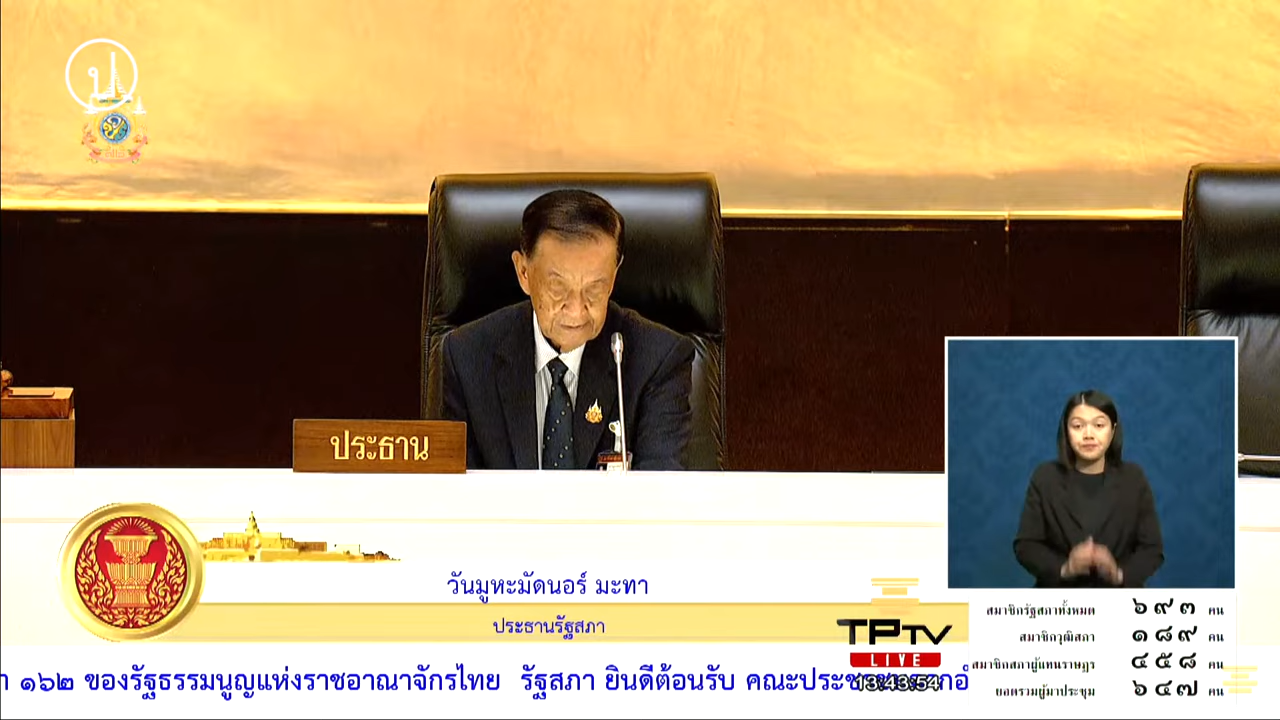 ป
ประธาน
วันมูหะมัดนอร์ มะทา
ประธานรัฐสภา
TPTV
LIVE
13:43:54
สมาชิกรัฐสภาทั้งหมด ๖๙๓ คน
สมาชิกวุฒิสภา ๑๘๙ คน
สมาชิกสภาผู้แทนราษฎร ๔๕๘ คน
ยอดรวมผู้มาประชุม ๖๔๗ คน
๑๖๒ ของรัฐธรรมนูญแห่งราชอาณาจักรไทย รัฐสภา ยินดีต้อนรับ